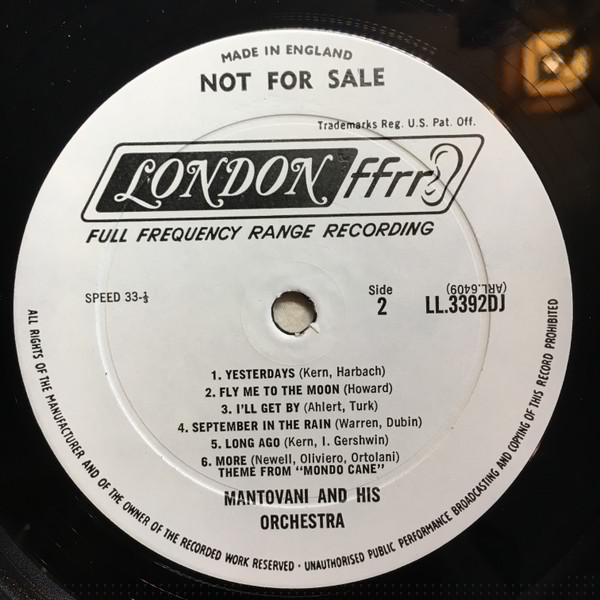 MADE IN ENGLAND
NOT FOR SALE
Trademarks Reg. U.S. Pat. Off.
LONDON ffrr
FULL FREQUENCY RANGE RECORDING
SPEED 33-⅓
Side
2
(ARL.6409)
LL.3392DJ
1. YESTERDAYS (Kern, Harbach)
2. FLY ME TO THE MOON (Howard)
3. I'LL GET BY (Ahlert, Turk)
4. SEPTEMBER IN THE RAIN (Warren, Dubin)
5. LONG AGO (Kern, I. Gershwin)
6. MORE (Newell, Oliviero, Ortolani)
THEME FROM "MONDO CANE"
MANTOVANI AND HIS
ORCHESTRA
ALL RIGHTS OF THE MANUFACTURER AND OF THE OWNER OF THE RECORDED WORK RESERVED · UNAUTHORISED PUBLIC PERFORMANCE BROADCASTING AND COPYING OF THIS RECORD PROHIBITED